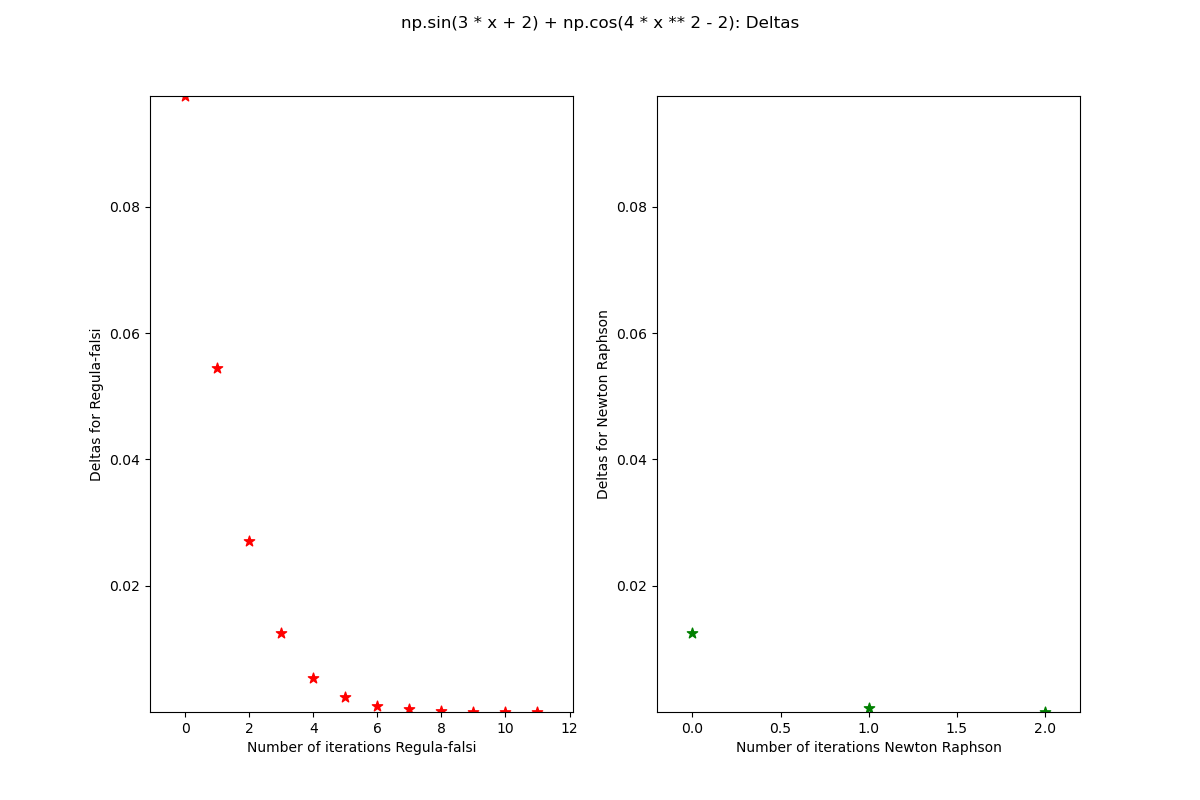 np.sin(3 * x + 2) + np.cos(4 * x ** 2 - 2): Deltas
Deltas for Regula-falsi
0.08
0.06
0.04
0.02
0 2 4 6 8 10 12
Number of iterations Regula-falsi
Deltas for Newton Raphson
0.08
0.06
0.04
0.02
0.0 0.5 1.0 1.5 2.0
Number of iterations Newton Raphson